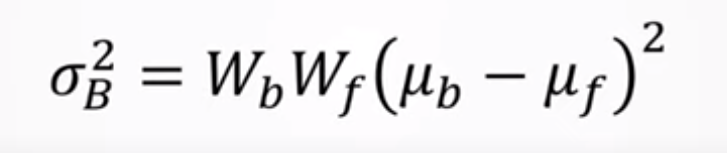 σ_B^2 = W_b W_f (μ_b − μ_f)^2